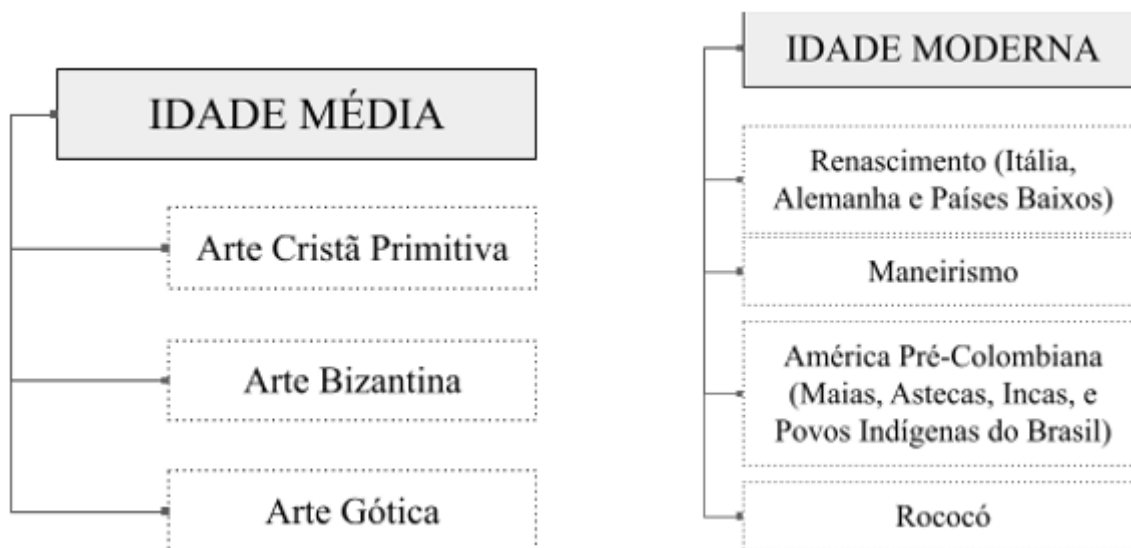 IDADE MÉDIA
Arte Cristã Primitiva
Arte Bizantina
Arte Gótica
IDADE MODERNA
Renascimento (Itália,
Alemanha e Países Baixos)
Maneirismo
América Pré-Colombiana
(Maias, Astecas, Incas, e
Povos Indígenas do Brasil)
Rococó